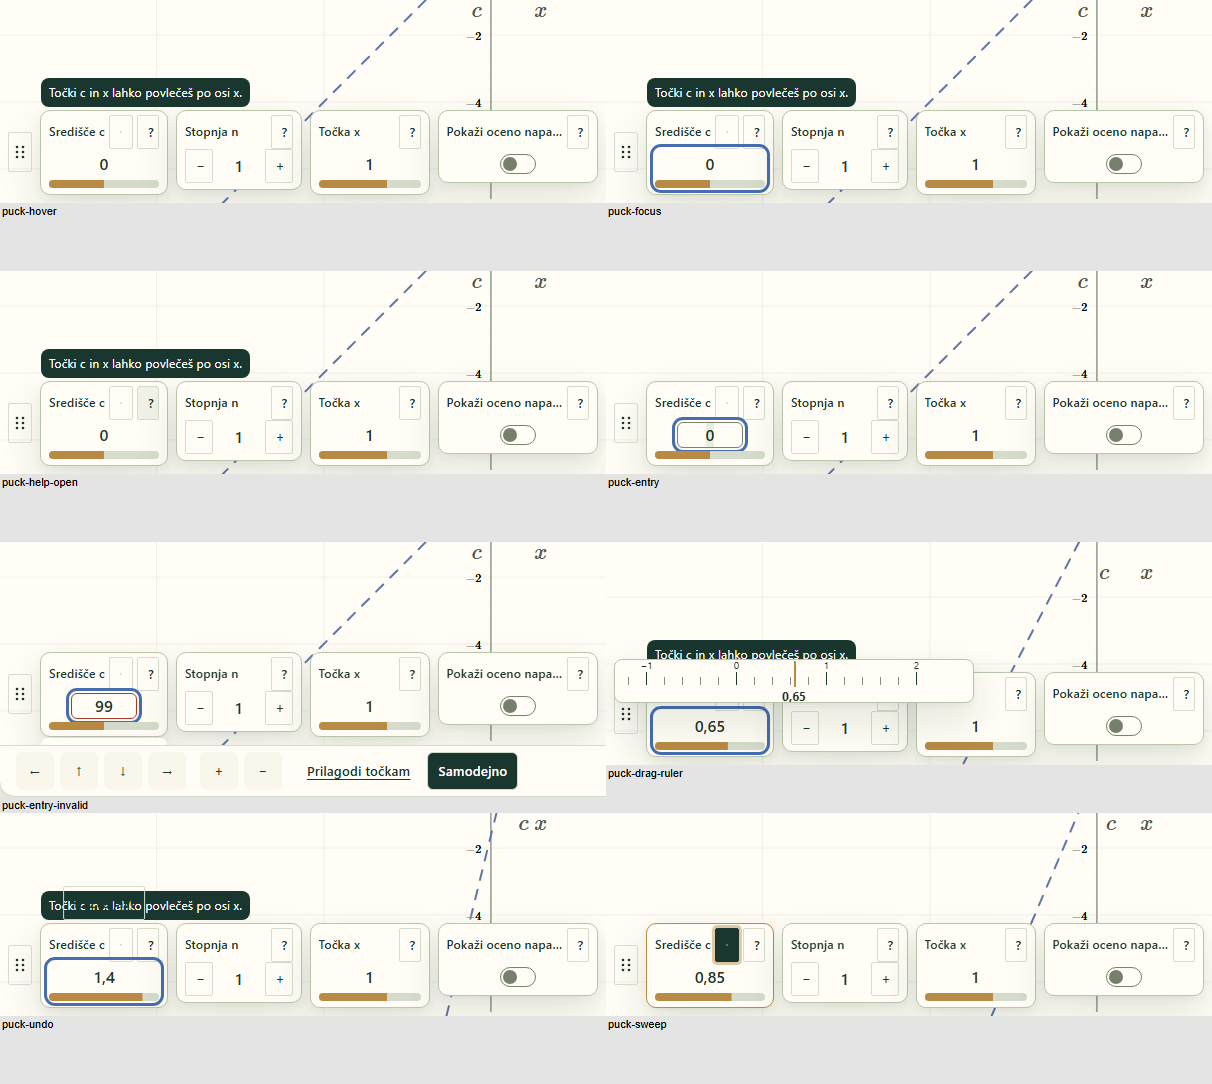 c x
c x
−2
−2
−4
−4
Točki c in x lahko povlečeš po osi x.
Točki c in x lahko povlečeš po osi x.
Središče c · ? Stopnja n ? Točka x ? Pokaži oceno napa... ?
Središče c · ? Stopnja n ? Točka x ? Pokaži oceno napa... ?
0 − 1 + 1
0 − 1 + 1
puck-hover
puck-focus
c x
c x
−2
−2
−4
−4
Točki c in x lahko povlečeš po osi x.
Središče c · ? Stopnja n ? Točka x ? Pokaži oceno napa... ?
Središče c · ? Stopnja n ? Točka x ? Pokaži oceno napa... ?
0 − 1 + 1
0 − 1 + 1
puck-help-open
puck-entry
c x
−2
−4
Središče c · ? Stopnja n ? Točka x ? Pokaži oceno napa... ?
99 − 1 + 1
← ↑ ↓ → + − Prilagodi točkam Samodejno
puck-entry-invalid
c x
−2
−4
Točki c in x lahko povlečeš po osi x.
−1 0 1 2
0,65
? Pokaži oceno napa... ?
0,65 − 1 + 1
puck-drag-ruler
c x
c x
−2
−2
−4
−4
Točki c in x lahko povlečeš po osi x.
Središče c · ? Stopnja n ? Točka x ? Pokaži oceno napa... ?
Središče c · ? Stopnja n ? Točka x ? Pokaži oceno napa... ?
1,4 − 1 + 1
0,85 − 1 + 1
puck-undo
puck-sweep